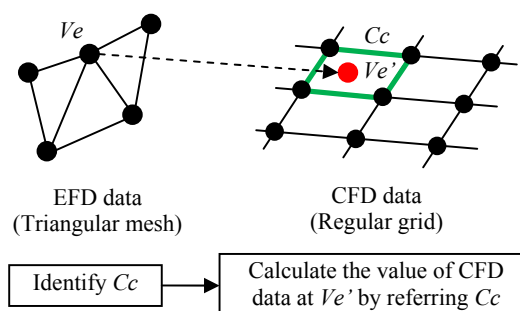 Ve
Cc
Ve’
EFD data
(Triangular mesh)
CFD data
(Regular grid)
Identify Cc
Calculate the value of CFD
data at Ve’ by referring Cc